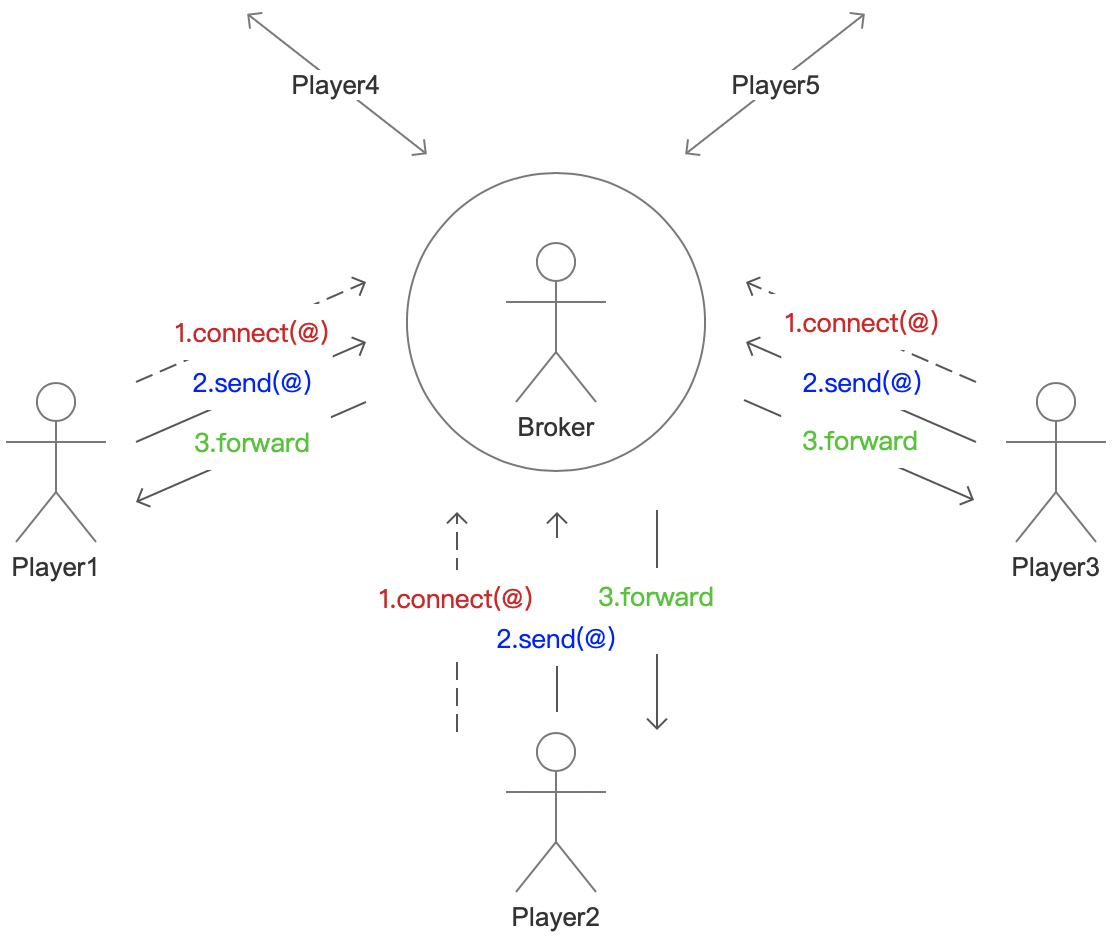 Player4
Player5
1.connect(@)
2.send(@)
3.forward
Broker
1.connect(@)
2.send(@)
3.forward
Player1
Player3
1.connect(@)
3.forward
2.send(@)
Player2